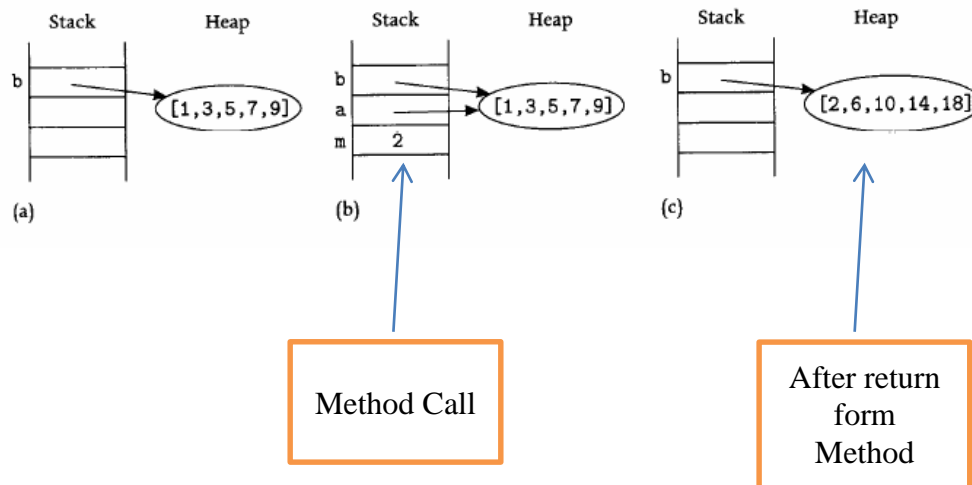 Stack Heap Stack Heap Stack Heap
b [1,3,5,7,9] b [1,3,5,7,9] b [2,6,10,14,18]
a
m 2
(a) (b) (c)
Method Call
After return
form
Method